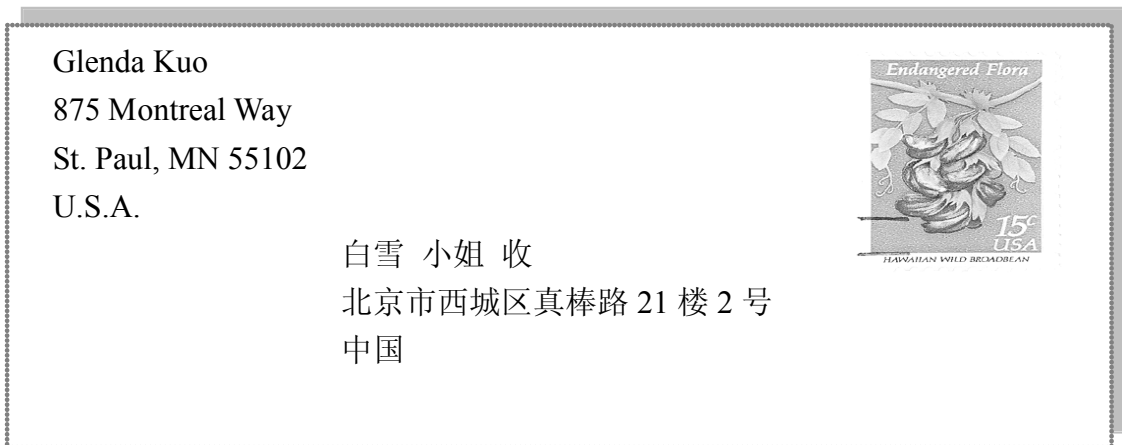 Glenda Kuo
875 Montreal Way
St. Paul, MN 55102
U.S.A.
Endangered Flora
15c
USA
HAWAIIAN WILD BROADBEAN
白雪 小姐 收
北京市西城区真棒路 21 楼 2 号
中国